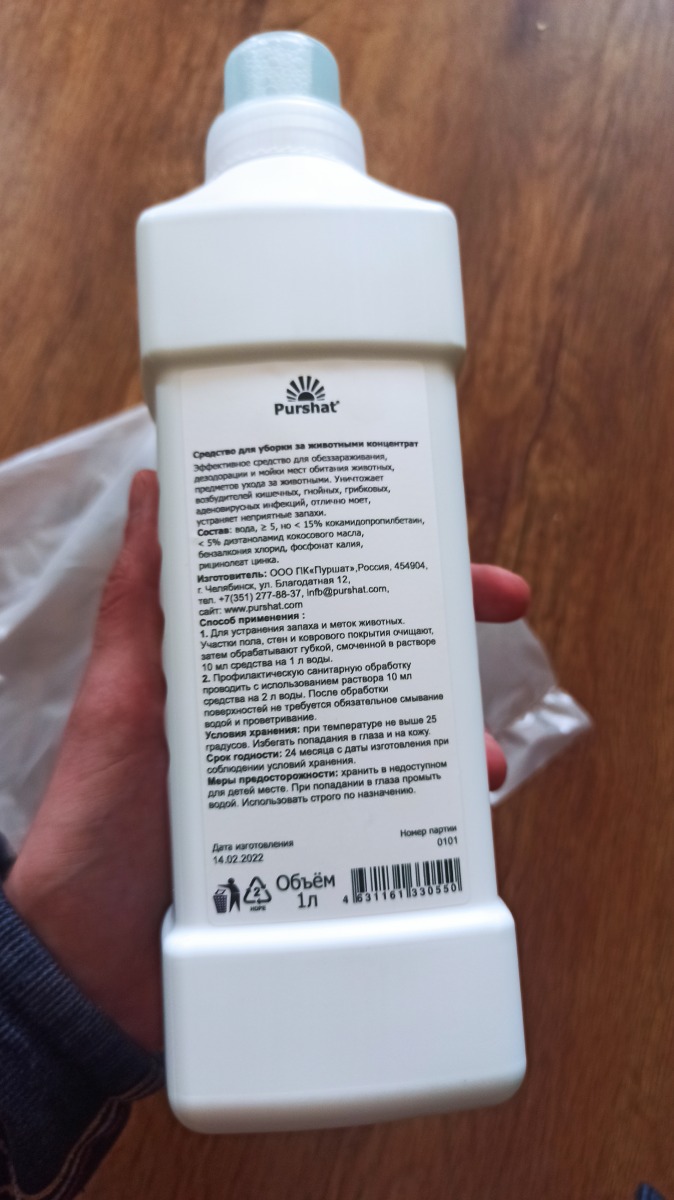 Purshat
Средство для уборки за животными концентрат
Эффективное средство для обеззараживания,
дезодорации и мойки мест обитания животных,
предметов ухода за животными. Уничтожает
возбудителей кишечных, гнойных, грибковых,
аденовирусных инфекций, отлично моет,
устраняет неприятные запахи.
Состав: вода, ≥ 5, но < 15% кокамидопропилбетаин,
< 5% диэтаноламид кокосового масла,
бензалкония хлорид, фосфонат калия,
рицинолеат цинка.
Изготовитель: ООО ПК«Пуршат»,Россия, 454904,
г. Челябинск, ул. Благодатная 12,
тел. +7(351) 277-88-37, info@purshat.com,
сайт: www.purshat.com
Способ применения :
1. Для устранения запаха и меток животных.
Участки пола, стен и коврового покрытия очищают,
затем обрабатывают губкой, смоченной в растворе
10 мл средства на 1 л воды.
2. Профилактическую санитарную обработку
проводить с использованием раствора 10 мл
средства на 2 л воды. После обработки
поверхностей не требуется обязательное смывание
водой и проветривание.
Условия хранения: при температуре не выше 25
градусов. Избегать попадания в глаза и на кожу.
Срок годности: 24 месяца с даты изготовления при
соблюдении условий хранения.
Меры предосторожности: хранить в недоступном
для детей месте. При попадании в глаза промыть
водой. Использовать строго по назначению.
Дата изготовления
14.02.2022
Номер партии
0101
2
HDPE
Объём
1л
4 631161 330550